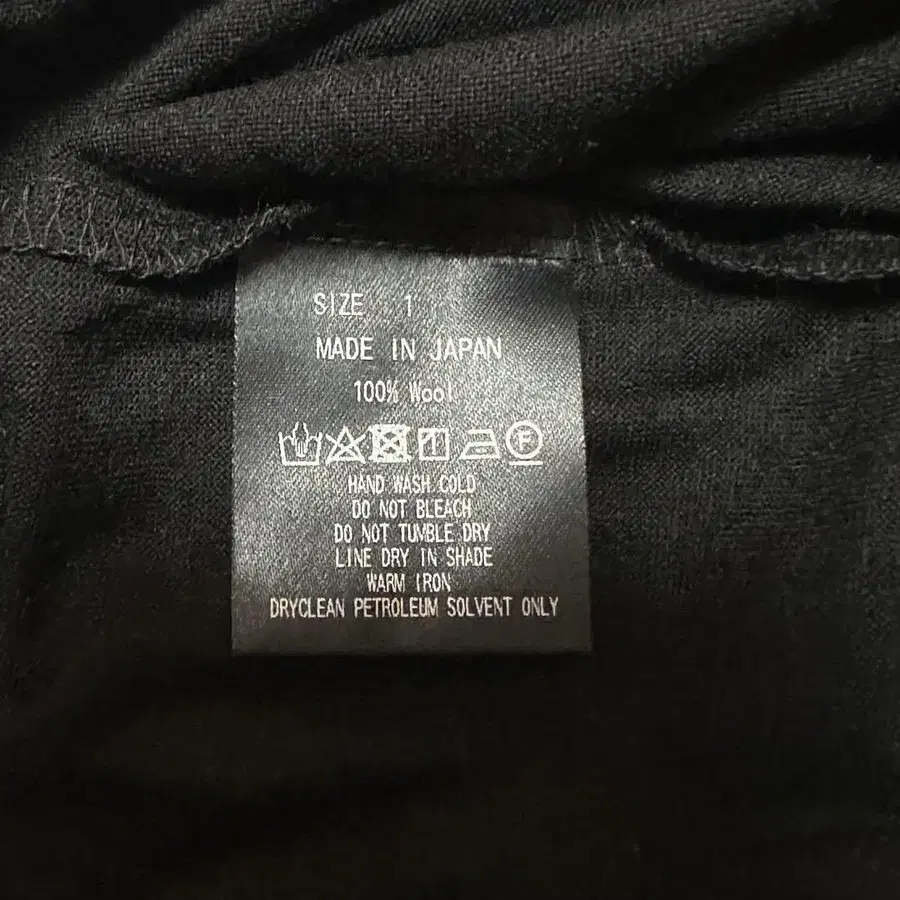 SIZE 1
MADE IN JAPAN
100% Wool
F
HAND WASH COLD
DO NOT BLEACH
DO NOT TUMBLE DRY
LINE DRY IN SHADE
WARM IRON
DRYCLEAN PETROLEUM SOLVENT ONLY